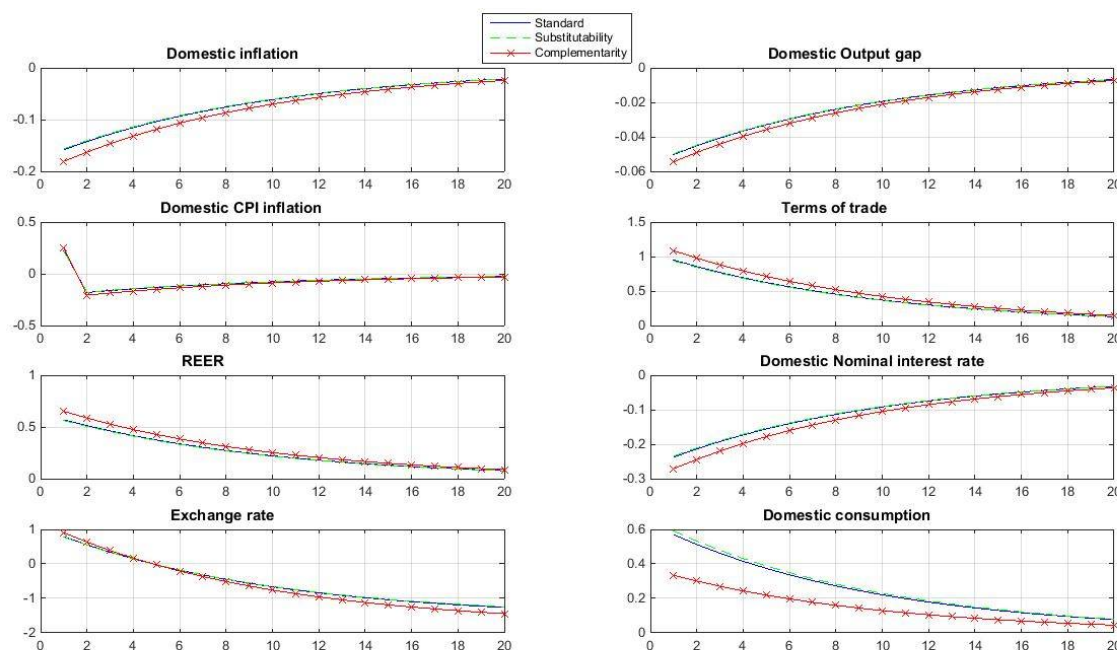 Standard
Substitutability
Complementarity
Domestic inflation
0
-0.1
-0.2
0 2 4 6 8 10 12 14 16 18 20
Domestic Output gap
0
-0.02
-0.04
-0.06
0 2 4 6 8 10 12 14 16 18 20
Domestic CPI inflation
0.5
0
-0.5
0 2 4 6 8 10 12 14 16 18 20
Terms of trade
1.5
1
0.5
0
0 2 4 6 8 10 12 14 16 18 20
REER
1
0.5
0
0 2 4 6 8 10 12 14 16 18 20
Domestic Nominal interest rate
0
-0.1
-0.2
-0.3
0 2 4 6 8 10 12 14 16 18 20
Exchange rate
1
0
-1
-2
0 2 4 6 8 10 12 14 16 18 20
Domestic consumption
0.6
0.4
0.2
0
0 2 4 6 8 10 12 14 16 18 20